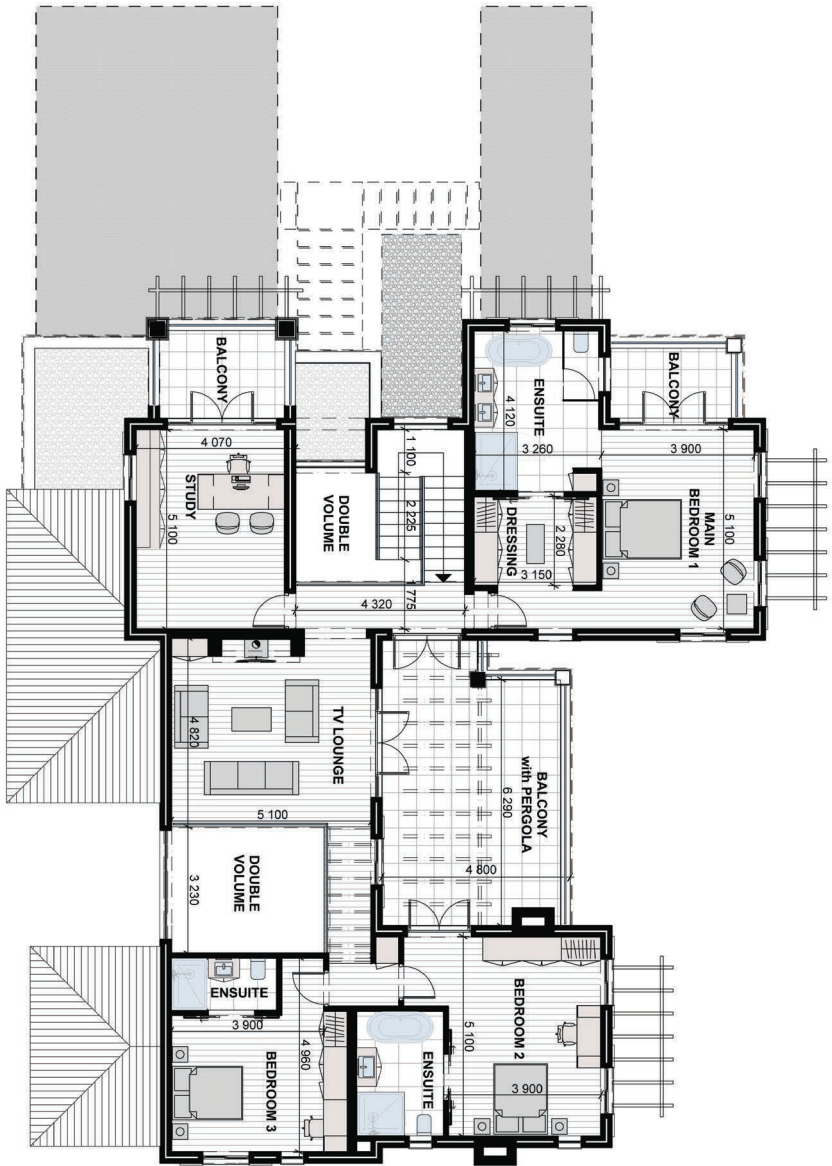 BALCONY
BALCONY
ENSUITE
4 120
3 260
3 900
4 070
1 100
STUDY
5 100
DOUBLE
VOLUME
2 225
DRESSING
2 280
3 150
MAIN
BEDROOM 1
5 100
1 775
4 320
TV LOUNGE
4 820
5 100
BALCONY
with PERGOLA
6 290
4 800
DOUBLE
VOLUME
3 230
ENSUITE
3 900
4 960
BEDROOM 3
BEDROOM 2
5 100
3 900
ENSUITE